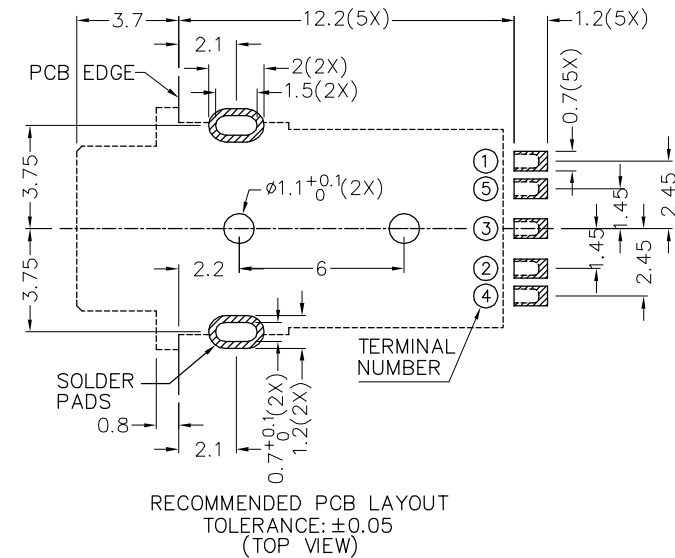 3.7
12.2(5X)
1.2(5X)
2.1
2(2X)
1.5(2X)
PCB EDGE
0.7(5X)
3.75
ø1.1+0.1 0(2X)
1
5
3
2
4
1.45
2.45
1.45
2.45
3.75
2.2
6
TERMINAL
NUMBER
SOLDER
PADS
0.8
2.1
0.7+0.1 0(2X)
1.2(2X)
RECOMMENDED PCB LAYOUT
TOLERANCE: ±0.05
(TOP VIEW)